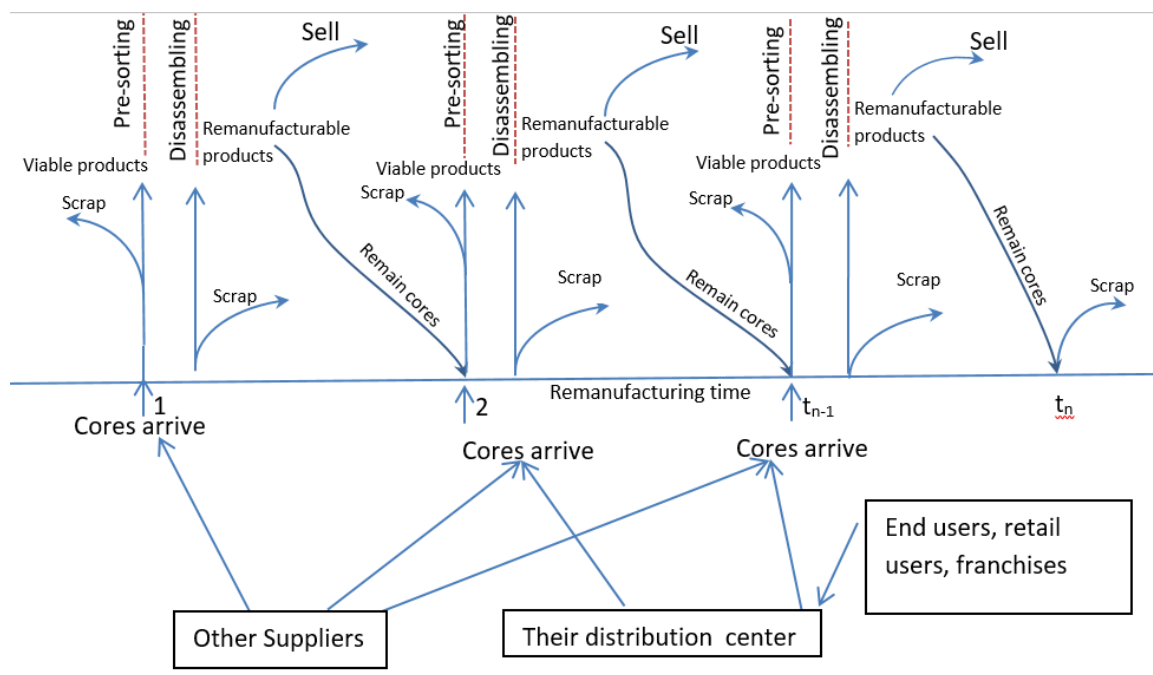 Pre-sorting
Disassembling
Sell
Remanufacturable
products
Viable products
Scrap
Scrap
Remain cores
Pre-sorting
Disassembling
Sell
Remanufacturable
products
Viable products
Scrap
Scrap
Remain cores
Pre-sorting
Disassembling
Sell
Remanufacturable
products
Viable products
Scrap
Scrap
Remain cores
Scrap
Remanufacturing time
1
2
tn-1
tn
Cores arrive
Cores arrive
Cores arrive
End users, retail
users, franchises
Other Suppliers
Their distribution center